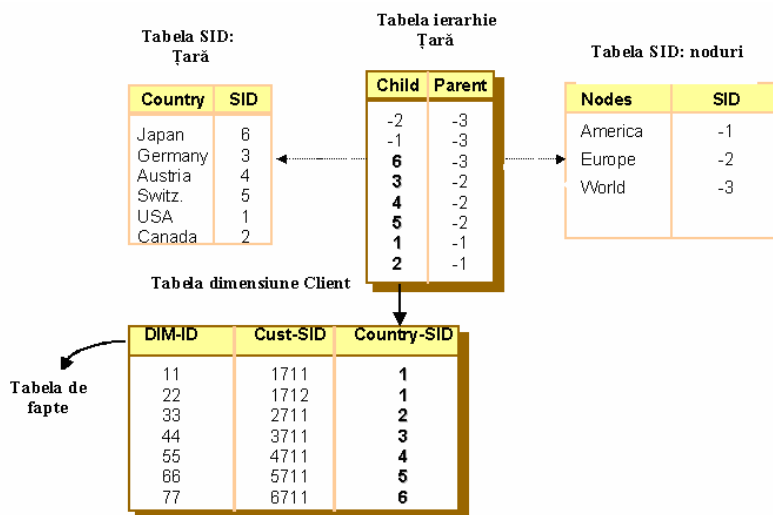 Tabela ierarhie
Țară
Tabela SID:
Țară
Tabela SID: noduri
Country SID
Japan 6
Germany 3
Austria 4
Switz. 5
USA 1
Canada 2
Child Parent
-2 -3
-1 -3
6 -3
3 -2
4 -2
5 -2
1 -1
2 -1
Nodes SID
America -1
Europe -2
World -3
Tabela dimensiune Client
DIM-ID Cust-SID Country-SID
11 1711 1
22 1712 1
33 2711 2
44 3711 3
55 4711 4
66 5711 5
77 6711 6
Tabela de
fapte